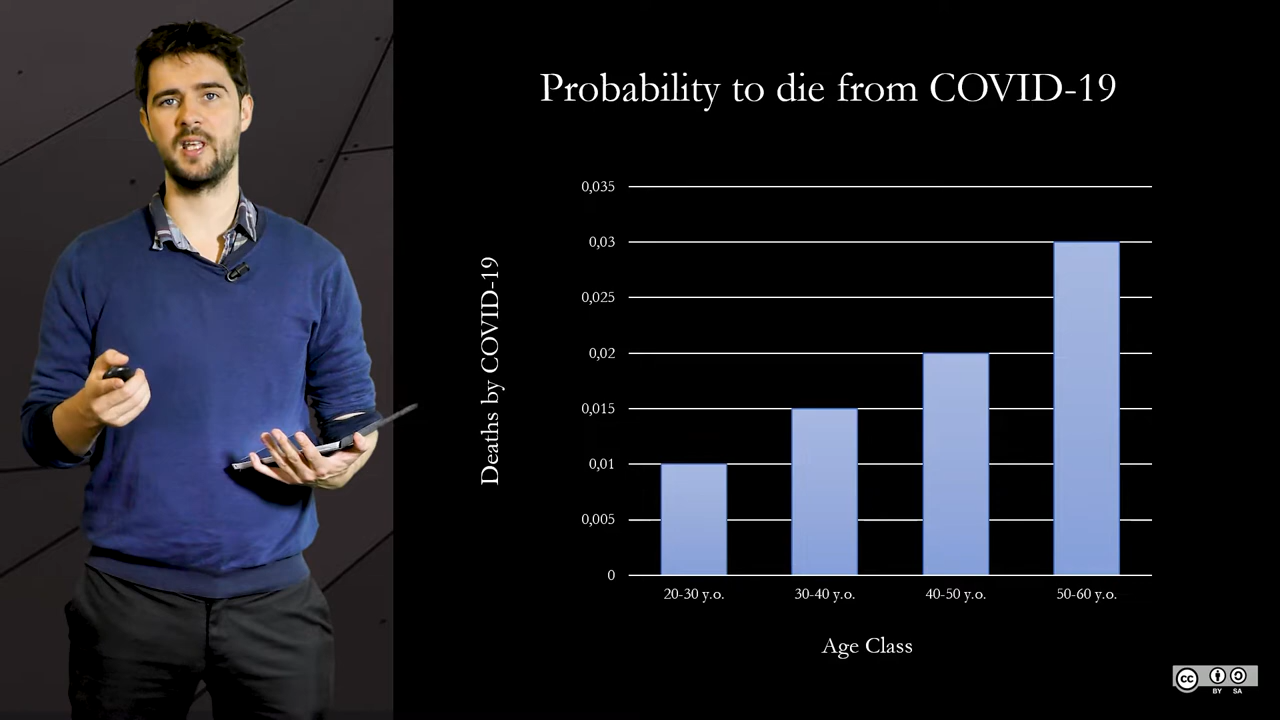 Probability to die from COVID-19
Deaths by COVID-19
0,035
0,03
0,025
0,02
0,015
0,01
0,005
0
20-30 y.o.
30-40 y.o.
40-50 y.o.
50-60 y.o.
Age Class
cc
BY
SA